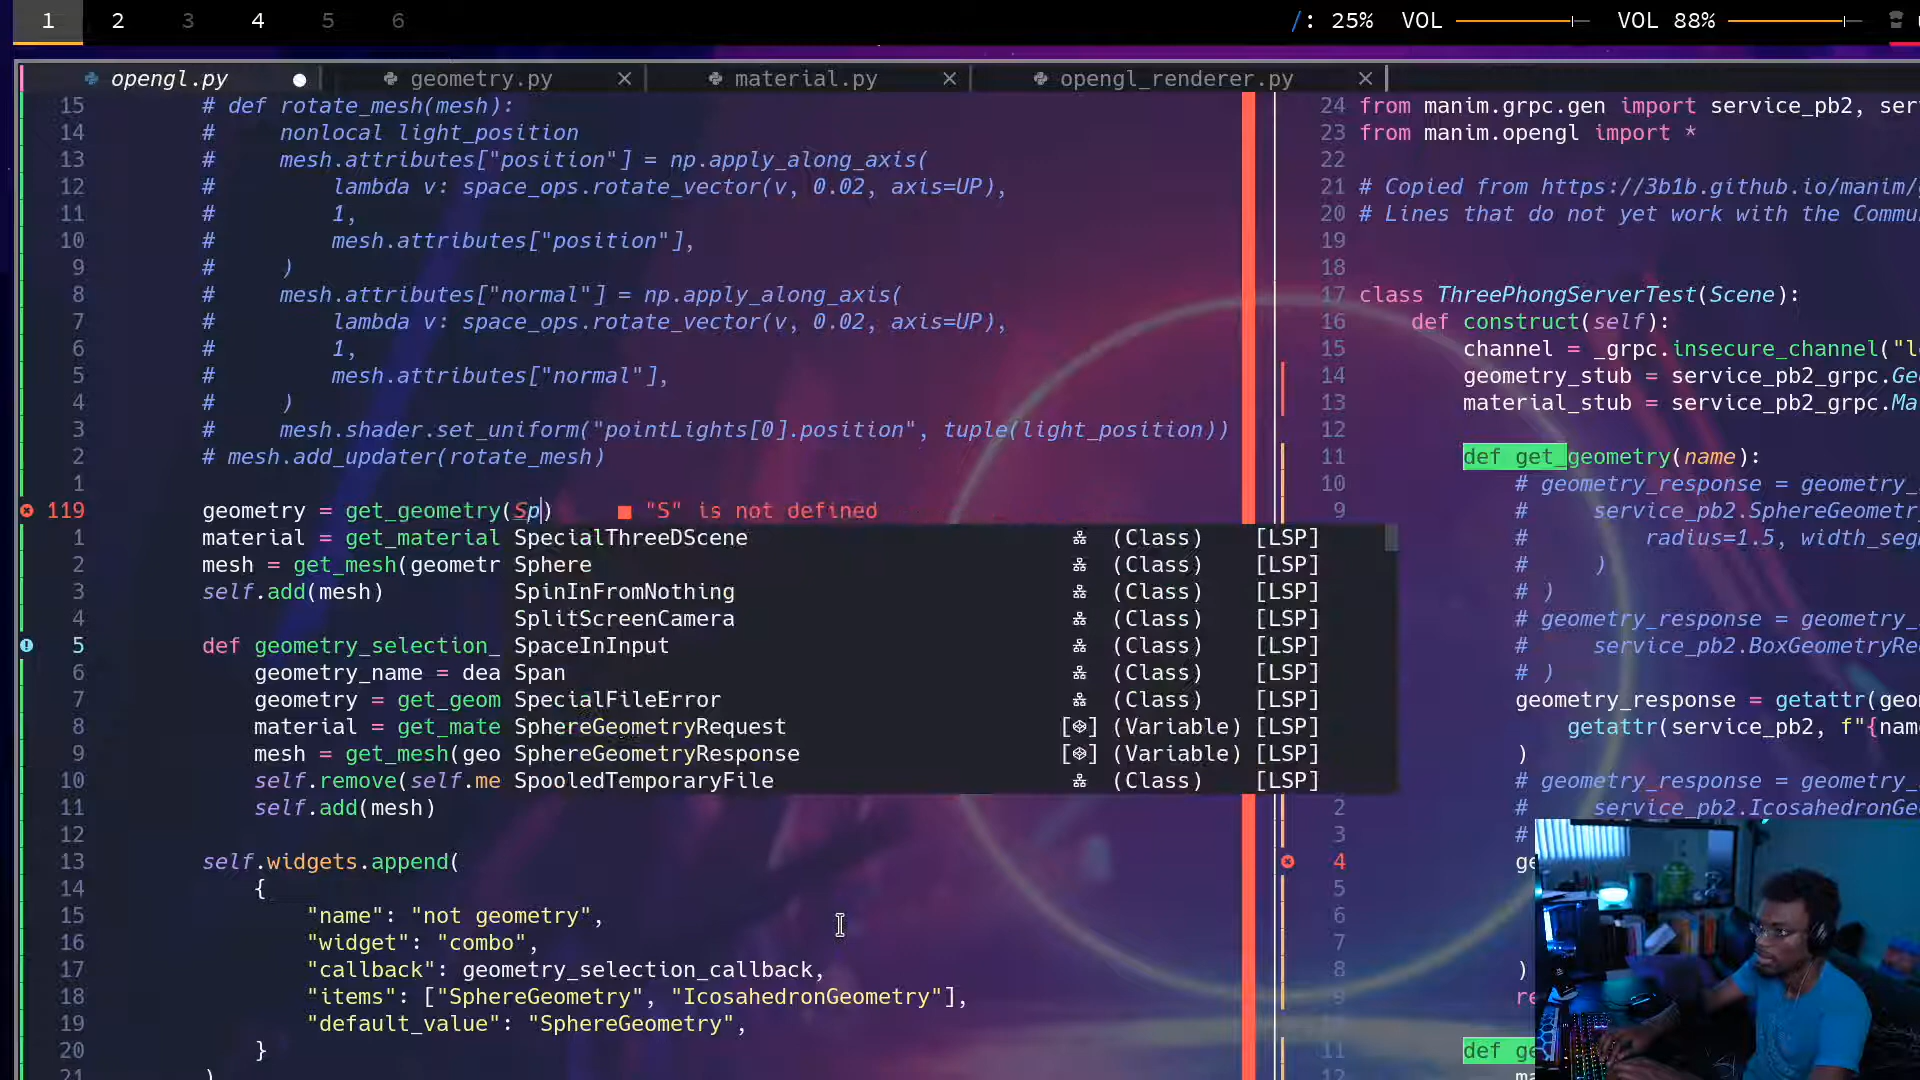 1 2 3 4 5 6 /: 25% VOL VOL 88%
opengl.py geometry.py material.py opengl_renderer.py
15 # def rotate_mesh(mesh):
14 # nonlocal light_position
13 # mesh.attributes["position"] = np.apply_along_axis(
12 # lambda v: space_ops.rotate_vector(v, 0.02, axis=UP),
11 # 1,
10 # mesh.attributes["position"],
9 # )
8 # mesh.attributes["normal"] = np.apply_along_axis(
7 # lambda v: space_ops.rotate_vector(v, 0.02, axis=UP),
6 # 1,
5 # mesh.attributes["normal"],
4 # )
3 # mesh.shader.set_uniform("pointLights[0].position", tuple(light_position))
2 # mesh.add_updater(rotate_mesh)
1
119 geometry = get_geometry(Sp) "S" is not defined
1 material = get_material
2 mesh = get_mesh(geometr
3 self.add(mesh)
4
5 def geometry_selection_
6 geometry_name = dea
7 geometry = get_geom
8 material = get_mate
9 mesh = get_mesh(geo
10 self.remove(self.me
11 self.add(mesh)
12
13 self.widgets.append(
14 {
15 "name": "not geometry",
16 "widget": "combo",
17 "callback": geometry_selection_callback,
18 "items": ["SphereGeometry", "IcosahedronGeometry"],
19 "default_value": "SphereGeometry",
20 }
21 )
SpecialThreeDScene (Class) [LSP]
Sphere (Class) [LSP]
SpinInFromNothing (Class) [LSP]
SplitScreenCamera (Class) [LSP]
SpaceInInput (Class) [LSP]
Span (Class) [LSP]
SpecialFileError (Class) [LSP]
SphereGeometryRequest (Variable) [LSP]
SphereGeometryResponse (Variable) [LSP]
SpooledTemporaryFile (Class) [LSP]
24 from manim.grpc.gen import service_pb2, ser
23 from manim.opengl import *
22
21 # Copied from https://3b1b.github.io/manim/
20 # Lines that do not yet work with the Commu
19
18
17 class ThreePhongServerTest(Scene):
16 def construct(self):
15 channel = _grpc.insecure_channel("l
14 geometry_stub = service_pb2_grpc.Ge
13 material_stub = service_pb2_grpc.Ma
12
11 def get_geometry(name):
10 # geometry_response = geometry_
9 # service_pb2.SphereGeometry
# radius=1.5, width_seg
# )
# )
# geometry_response = geometry_
# service_pb2.BoxGeometryRe
# )
geometry_response = getattr(geo
getattr(service_pb2, f"{nam
)
# geometry_response = geometry_
2 # service_pb2.IcosahedronGe
3 #
4 ge
5
6
7
8 )
9 re
11 def ge
12 ma